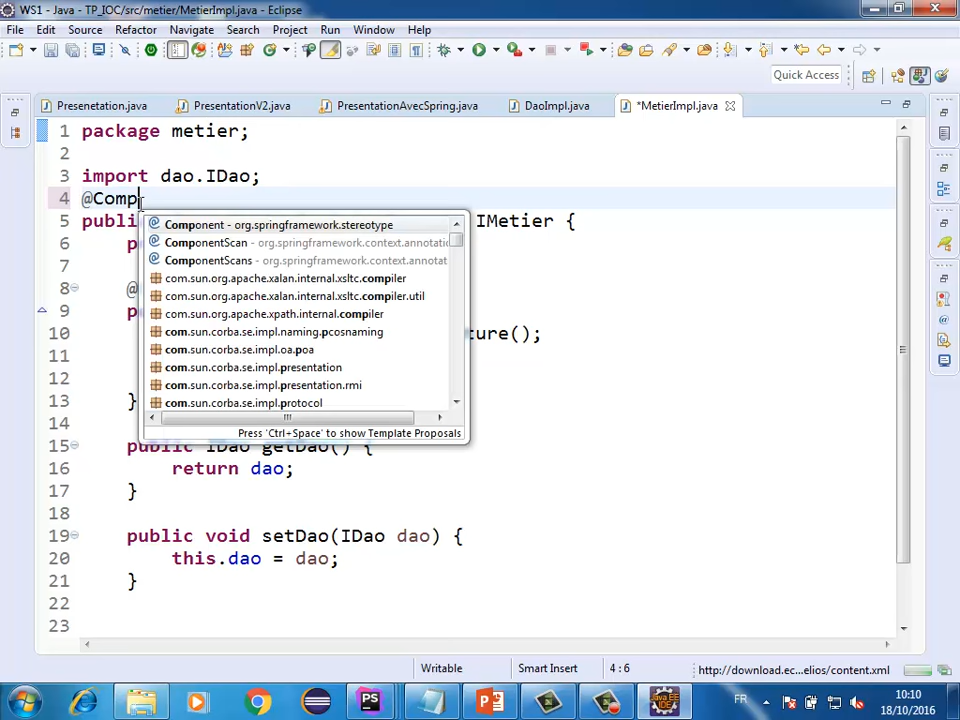 WS1 - Java - TP_IOC/src/metier/MetierImpl.java - Eclipse
File Edit Source Refactor Navigate Search Project Run Window Help
Quick Access
Presenetation.java PresentationV2.java PresentationAvecSpring.java DaoImpl.java *MetierImpl.java
1 package metier;
2
3 import dao.IDao;
4 @Comp
5 publi IMetier {
6 p
7
8 @
9 p
10 ture();
11
12
13 }
14
15 public IDao getDao() {
16 return dao;
17 }
18
19 public void setDao(IDao dao) {
20 this.dao = dao;
21 }
22
23
Component - org.springframework.stereotype
ComponentScan - org.springframework.context.annotatic
ComponentScans - org.springframework.context.annotat
com.sun.org.apache.xalan.internal.xsltc.compiler
com.sun.org.apache.xalan.internal.xsltc.compiler.util
com.sun.org.apache.xpath.internal.compiler
com.sun.corba.se.impl.naming.pcosnaming
com.sun.corba.se.impl.oa.poa
com.sun.corba.se.impl.presentation
com.sun.corba.se.impl.presentation.rmi
com.sun.corba.se.impl.protocol
Press 'Ctrl+Space' to show Template Proposals
Writable Smart Insert 4 : 6 http://download.ec...elios/content.xml
PS Java EE IDE FR 10:10
18/10/2016